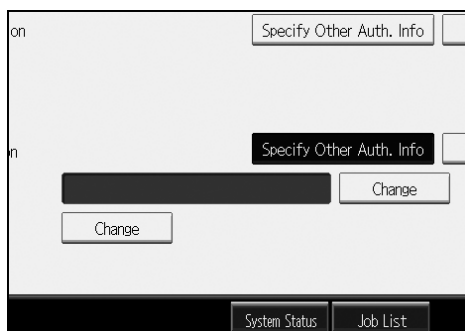 on
Specify Other Auth. Info
n
Specify Other Auth. Info
Change
Change
System Status
Job List